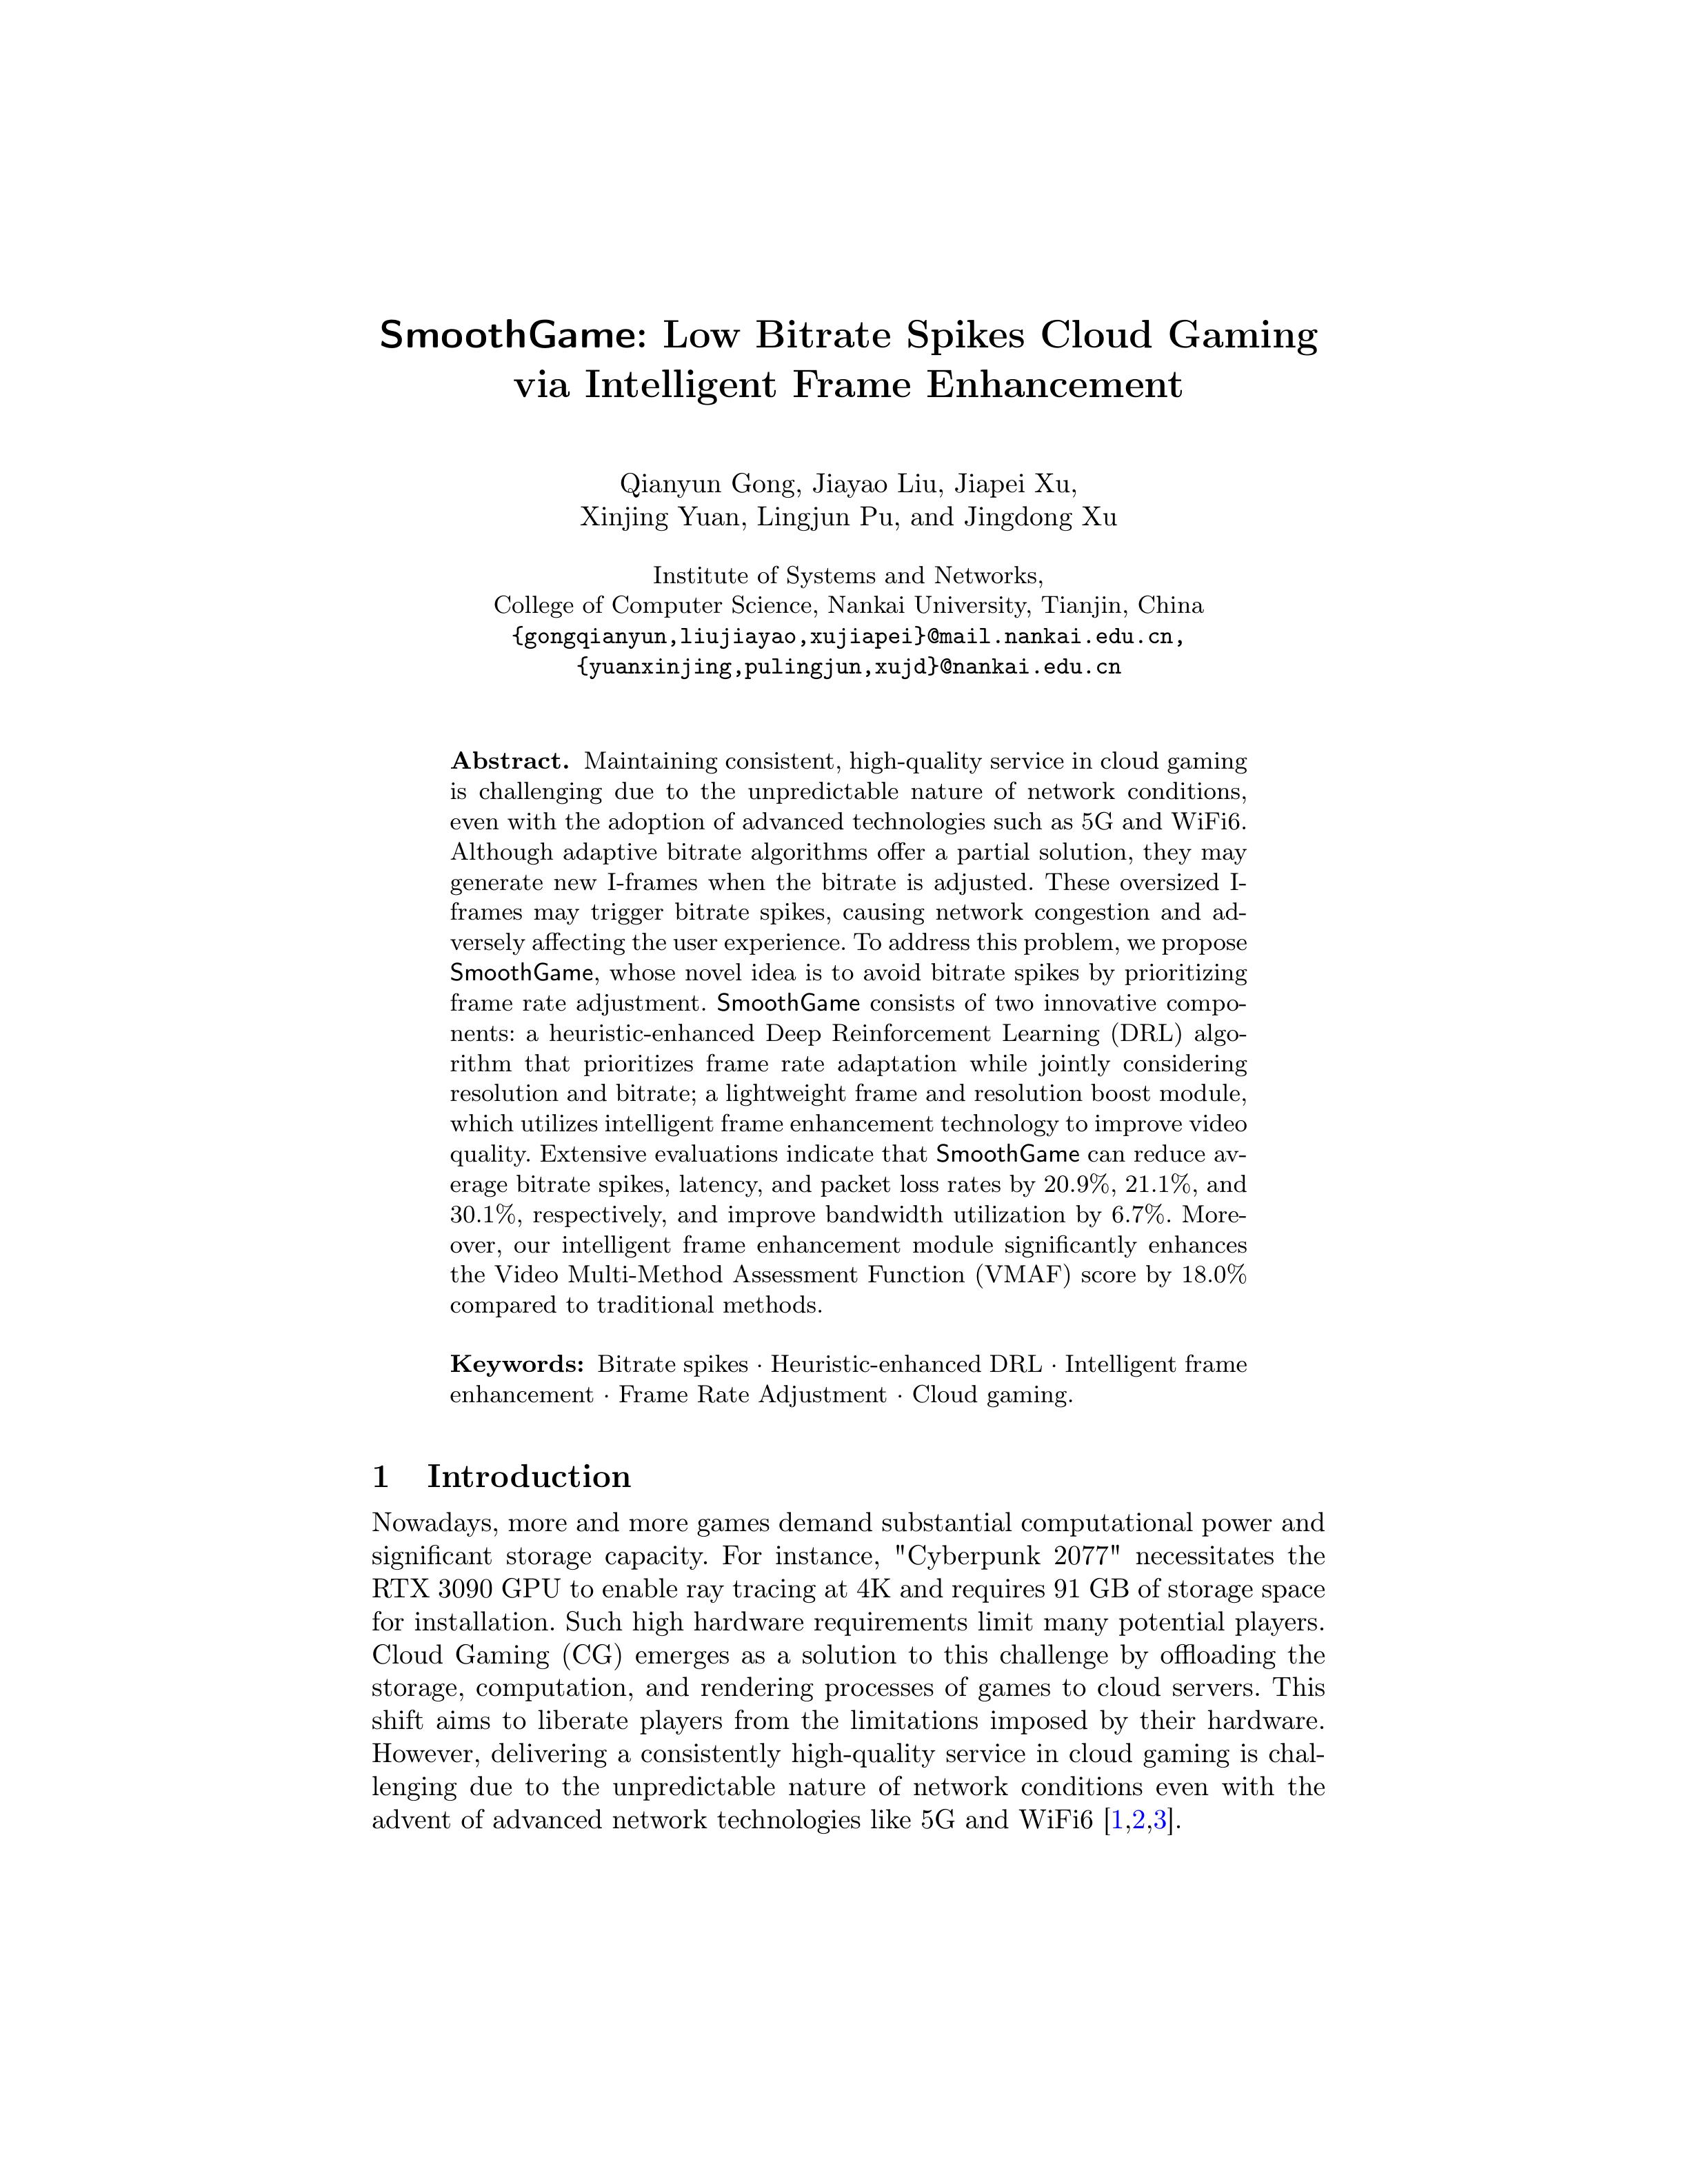 SmoothGame: Low Bitrate Spikes Cloud Gaming
via Intelligent Frame Enhancement
Qianyun Gong, Jiayao Liu, Jiapei Xu,
Xinjing Yuan, Lingjun Pu, and Jingdong Xu
Institute of Systems and Networks,
College of Computer Science, Nankai University, Tianjin, China
{gongqianyun,liujiayao,xujiapei}@mail.nankai.edu.cn,
{yuanxinjing,pulingjun,xujd}@nankai.edu.cn
Abstract. Maintaining consistent, high-quality service in cloud gaming
is challenging due to the unpredictable nature of network conditions,
even with the adoption of advanced technologies such as 5G and WiFi6.
Although adaptive bitrate algorithms offer a partial solution, they may
generate new I-frames when the bitrate is adjusted. These oversized I-
frames may trigger bitrate spikes, causing network congestion and ad-
versely affecting the user experience. To address this problem, we propose
SmoothGame, whose novel idea is to avoid bitrate spikes by prioritizing
frame rate adjustment. SmoothGame consists of two innovative compo-
nents: a heuristic-enhanced Deep Reinforcement Learning (DRL) algo-
rithm that prioritizes frame rate adaptation while jointly considering
resolution and bitrate; a lightweight frame and resolution boost module,
which utilizes intelligent frame enhancement technology to improve video
quality. Extensive evaluations indicate that SmoothGame can reduce av-
erage bitrate spikes, latency, and packet loss rates by 20.9%, 21.1%, and
30.1%, respectively, and improve bandwidth utilization by 6.7%. More-
over, our intelligent frame enhancement module significantly enhances
the Video Multi-Method Assessment Function (VMAF) score by 18.0%
compared to traditional methods.
Keywords: Bitrate spikes · Heuristic-enhanced DRL · Intelligent frame
enhancement · Frame Rate Adjustment · Cloud gaming.
1 Introduction
Nowadays, more and more games demand substantial computational power and
significant storage capacity. For instance, "Cyberpunk 2077" necessitates the
RTX 3090 GPU to enable ray tracing at 4K and requires 91 GB of storage space
for installation. Such high hardware requirements limit many potential players.
Cloud Gaming (CG) emerges as a solution to this challenge by offloading the
storage, computation, and rendering processes of games to cloud servers. This
shift aims to liberate players from the limitations imposed by their hardware.
However, delivering a consistently high-quality service in cloud gaming is chal-
lenging due to the unpredictable nature of network conditions even with the
advent of advanced network technologies like 5G and WiFi6 [1,2,3].